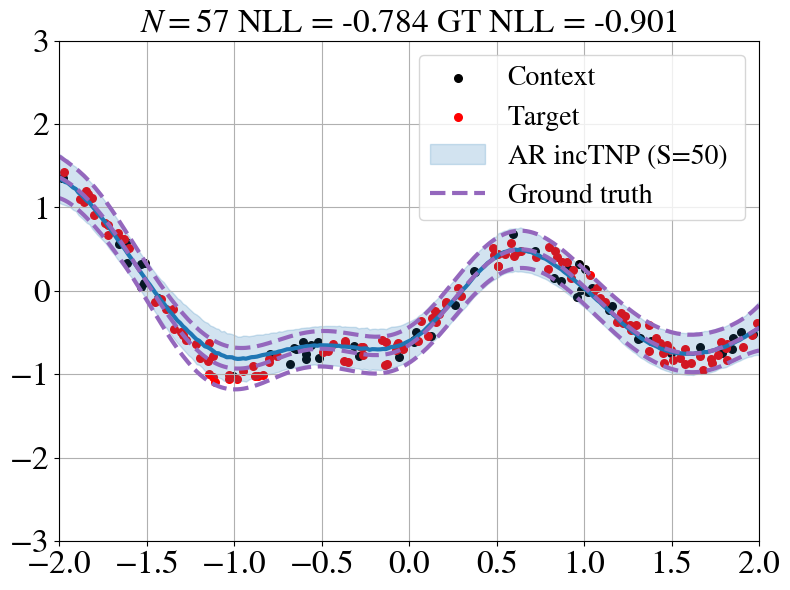 N = 57 NLL = -0.784 GT NLL = -0.901
3
2
1
0
−1
−2
−3
Context
Target
AR incTNP (S=50)
Ground truth
−2.0 −1.5 −1.0 −0.5 0.0 0.5 1.0 1.5 2.0